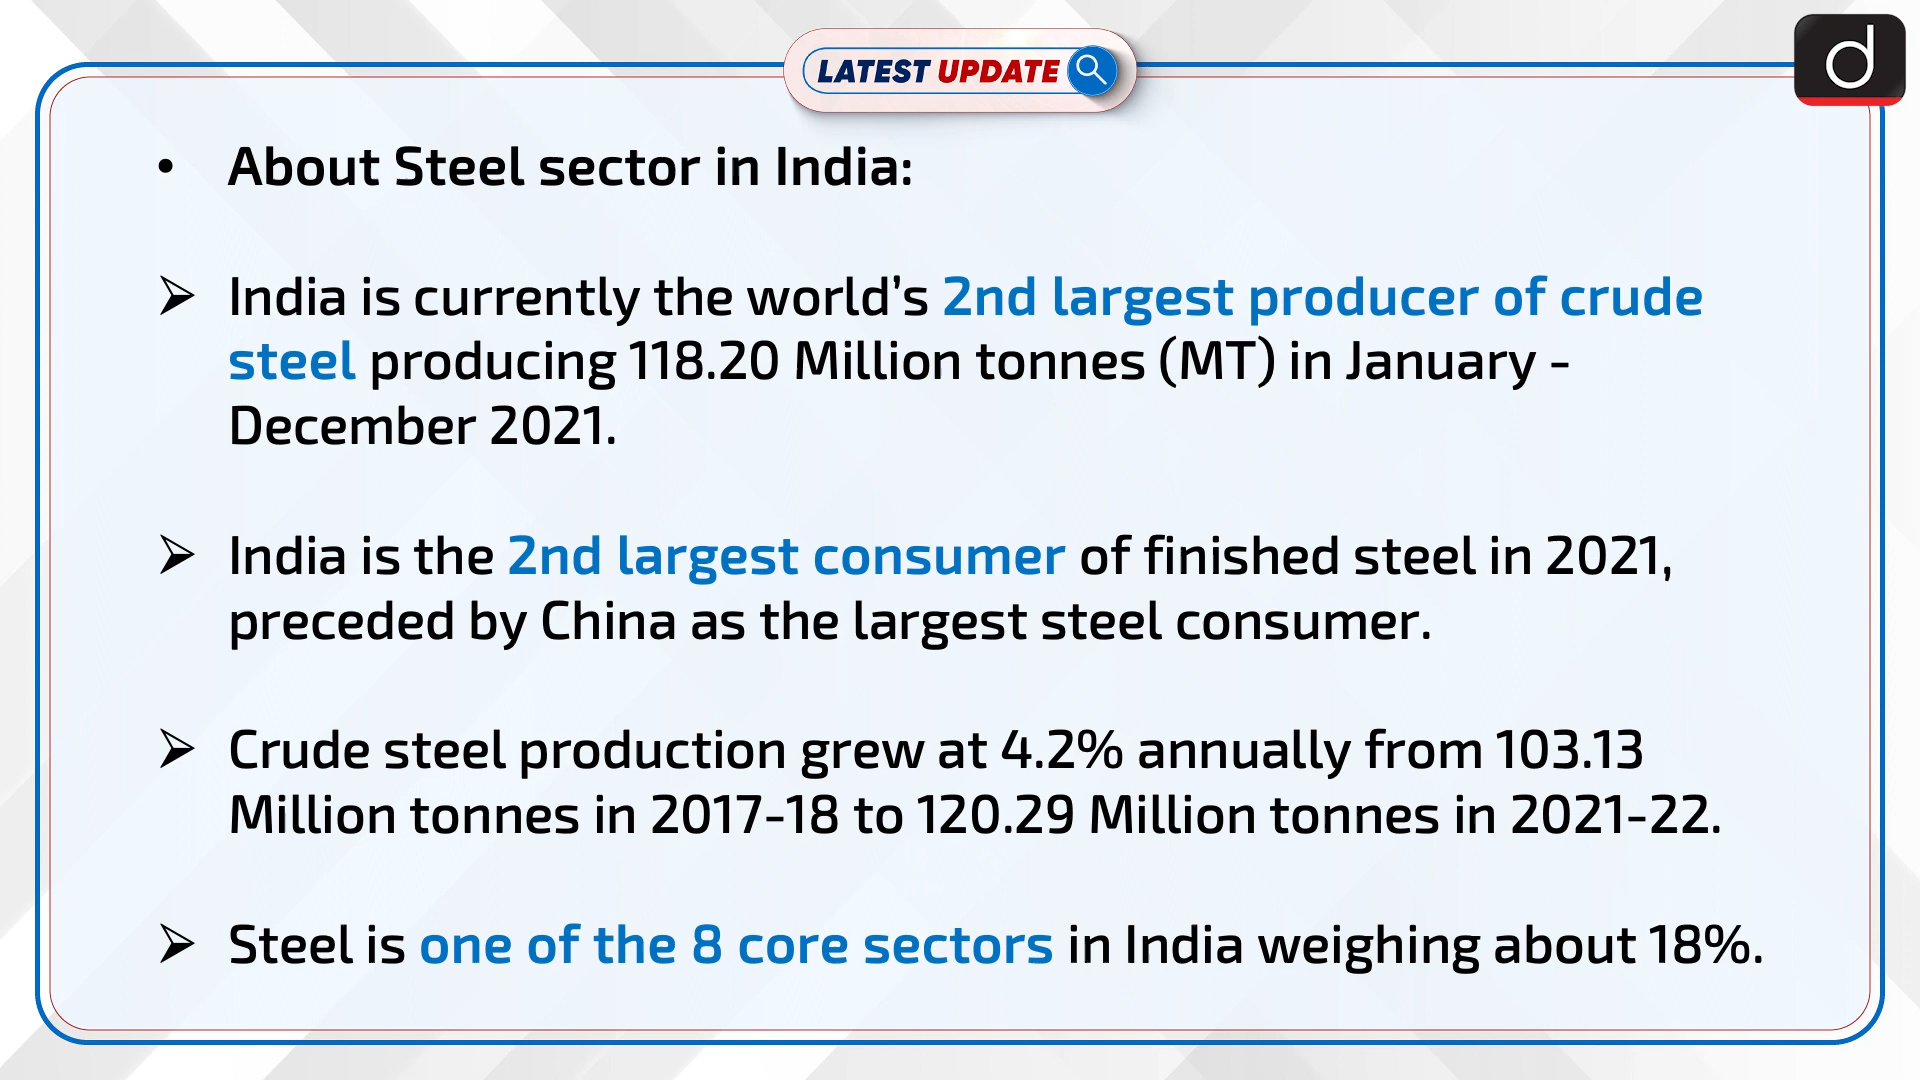 LATEST UPDATE
d
• About Steel sector in India:
➢ India is currently the world’s 2nd largest producer of crude
steel producing 118.20 Million tonnes (MT) in January -
December 2021.
➢ India is the 2nd largest consumer of finished steel in 2021,
preceded by China as the largest steel consumer.
➢ Crude steel production grew at 4.2% annually from 103.13
Million tonnes in 2017-18 to 120.29 Million tonnes in 2021-22.
➢ Steel is one of the 8 core sectors in India weighing about 18%.